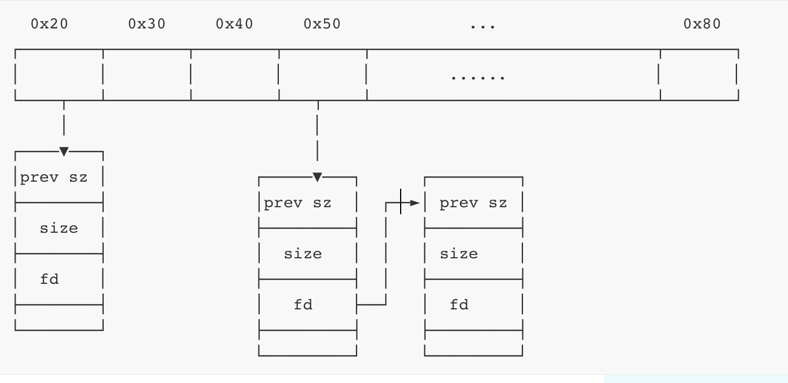 0x20 0x30 0x40 0x50 ... 0x80
......
prev sz
size
fd
prev sz
size
fd
prev sz
size
fd